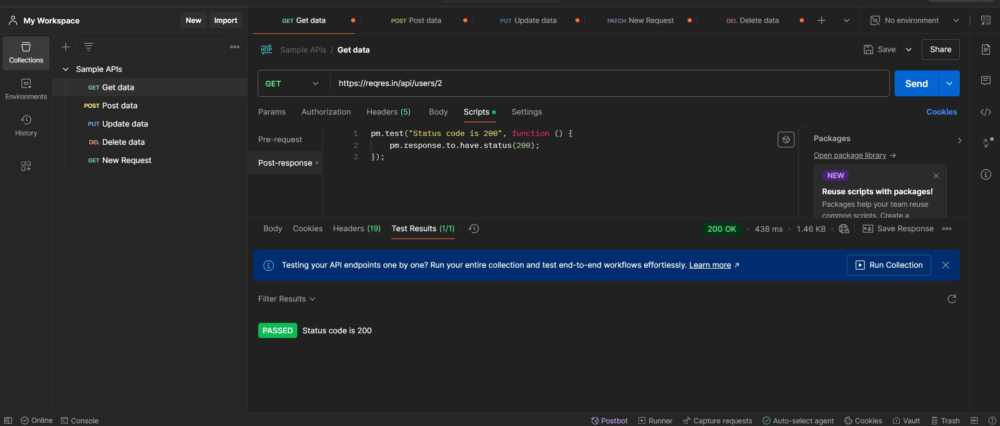 My Workspace
New
Import
GET Get data
POST Post data
PUT Update data
PATCH New Request
DEL Delete data
No environment
Collections
Environments
History
Sample APIs
GET Get data
POST Post data
PUT Update data
DEL Delete data
GET New Request
HTTP
Sample APIs / Get data
Save
Share
GET
https://reqres.in/api/users/2
Send
Params
Authorization
Headers (5)
Body
Scripts
Settings
Cookies
Pre-request
Post-response
1 pm.test("Status code is 200", function () {
2 pm.response.to.have.status(200);
3 });
Packages
Open package library →
NEW
Reuse scripts with packages!
Packages help your team reuse
common scripts. Create a
Body
Cookies
Headers (19)
Test Results (1/1)
200 OK
438 ms
1.46 KB
e.g. Save Response
Testing your API endpoints one by one? Run your entire collection and test end-to-end workflows effortlessly. Learn more ↗
Run Collection
Filter Results
PASSED Status code is 200
Online
Console
Postbot
Runner
Capture requests
Auto-select agent
Cookies
Vault
Trash